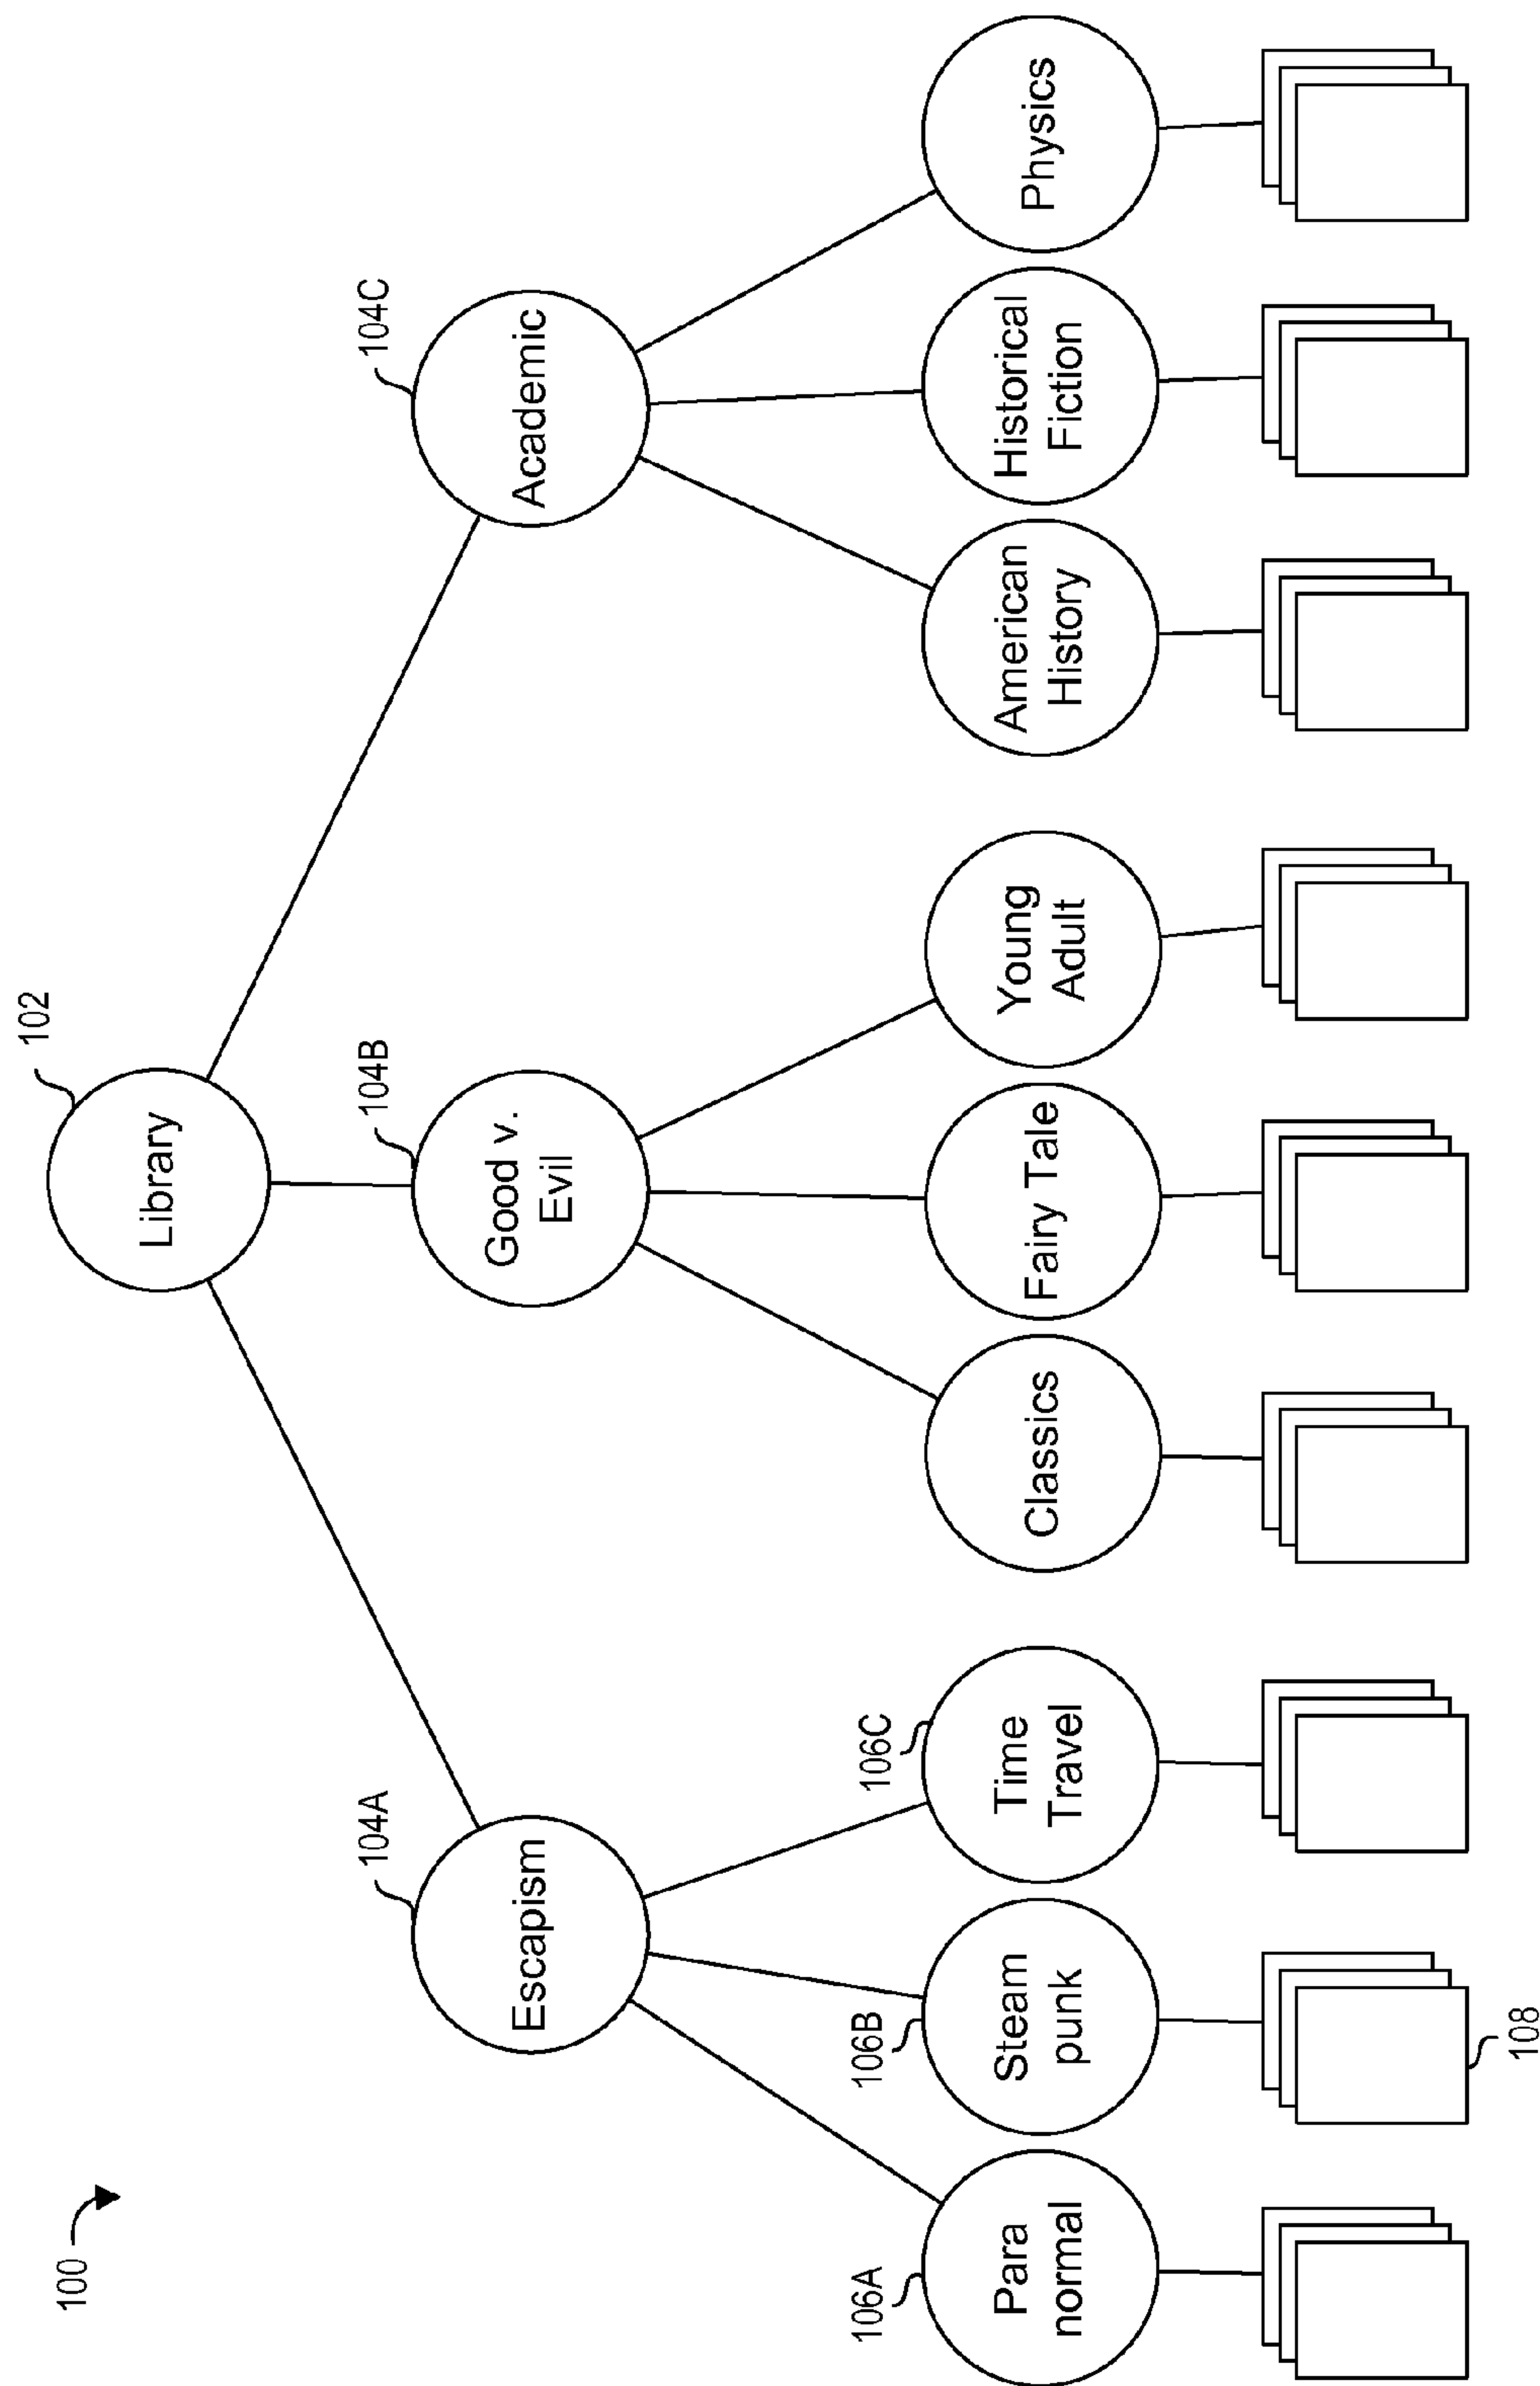 100
102
Library
104A
104B
104C
Escapism
Good v.
Evil
Academic
106A
106B
106C
Para
normal
Steam
punk
Time
Travel
Classics
Fairy Tale
Young
Adult
American
History
Historical
Fiction
Physics
108